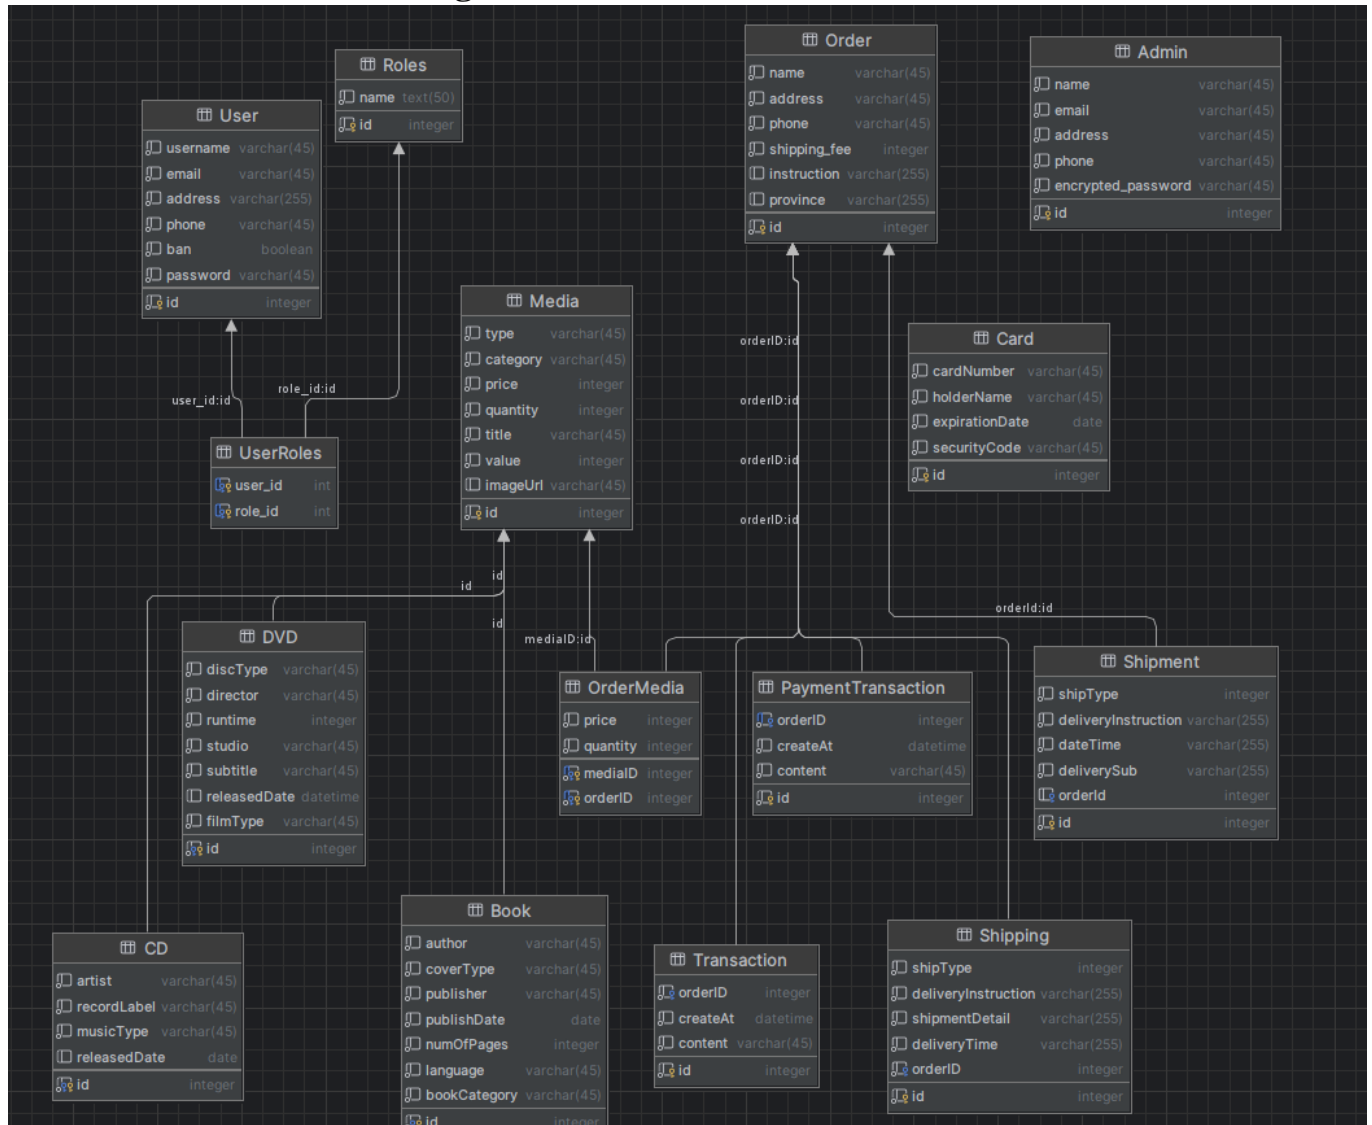 User
username varchar(45)
email varchar(45)
address varchar(255)
phone varchar(45)
ban boolean
password varchar(45)
id integer
Roles
name text(50)
id integer
Order
name varchar(45)
address varchar(45)
phone varchar(45)
shipping_fee integer
instruction varchar(255)
province varchar(255)
id integer
Admin
name varchar(45)
email varchar(45)
address varchar(45)
phone varchar(45)
encrypted_password varchar(45)
id integer
user_id:id
role_id:id
UserRoles
user_id int
role_id int
Media
type varchar(45)
category varchar(45)
price integer
quantity integer
title varchar(45)
value integer
imageUrl varchar(45)
id integer
orderID:id
orderID:id
orderID:id
orderID:id
Card
cardNumber varchar(45)
holderName varchar(45)
expirationDate date
securityCode varchar(45)
id integer
id
id
id
mediaID:id
orderId:id
DVD
discType varchar(45)
director varchar(45)
runtime integer
studio varchar(45)
subtitle varchar(45)
releasedDate datetime
filmType varchar(45)
id integer
OrderMedia
price integer
quantity integer
mediaID integer
orderID integer
PaymentTransaction
orderID integer
createAt datetime
content varchar(45)
id integer
Shipment
shipType integer
deliveryInstruction varchar(255)
dateTime varchar(255)
deliverySub varchar(255)
orderId integer
id integer
CD
artist varchar(45)
recordLabel varchar(45)
musicType varchar(45)
releasedDate date
id integer
Book
author varchar(45)
coverType varchar(45)
publisher varchar(45)
publishDate date
numOfPages integer
language varchar(45)
bookCategory varchar(45)
id integer
Transaction
orderID integer
createAt datetime
content varchar(45)
id integer
Shipping
shipType integer
deliveryInstruction varchar(255)
shipmentDetail varchar(255)
deliveryTime varchar(255)
orderID integer
id integer